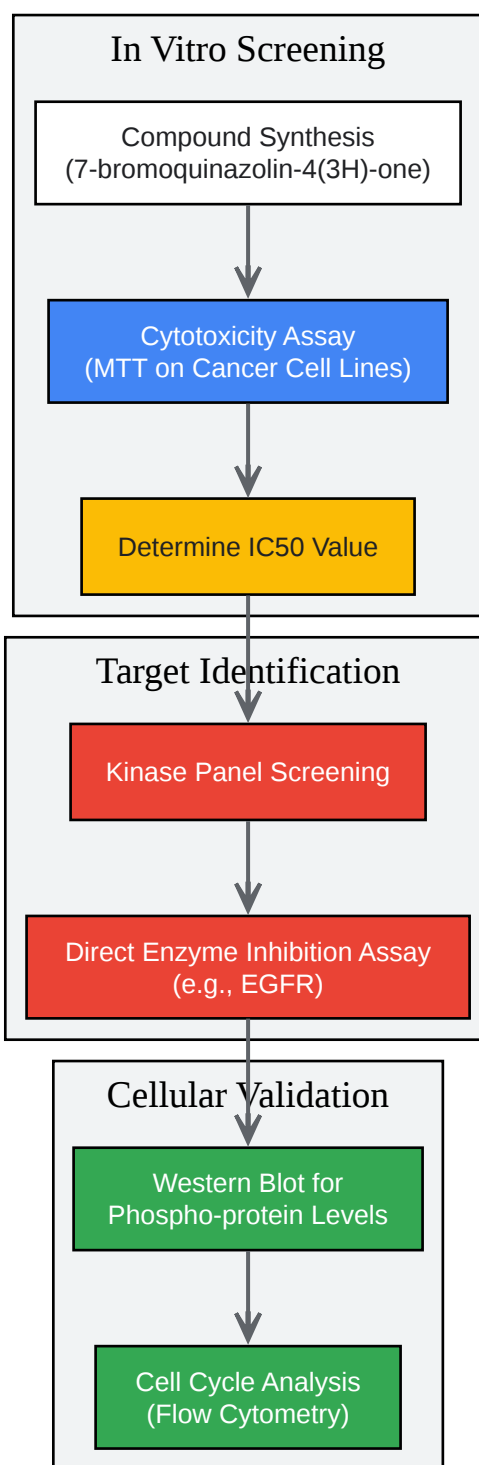 In Vitro Screening
Compound Synthesis
(7-bromoquinazolin-4(3H)-one)
Cytotoxicity Assay
(MTT on Cancer Cell Lines)
Determine IC50 Value
Target Identification
Kinase Panel Screening
Direct Enzyme Inhibition Assay
(e.g., EGFR)
Cellular Validation
Western Blot for
Phospho-protein Levels
Cell Cycle Analysis
(Flow Cytometry)